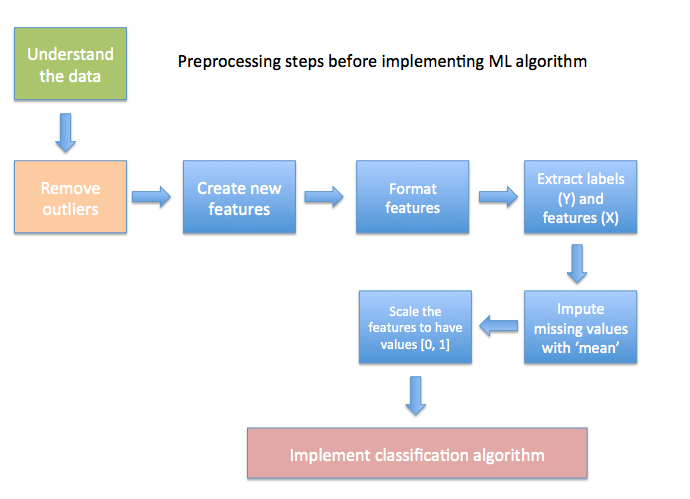 Understand
the data
Preprocessing steps before implementing ML algorithm
Remove
outliers
Create new
features
Format
features
Extract labels
(Y) and
features (X)
Impute
missing values
with ‘mean’
Scale the
features to have
values [0, 1]
Implement classification algorithm